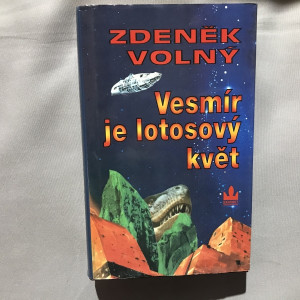 ZDENĚK
VOLNÝ
Vesmír
je lotosový
květ